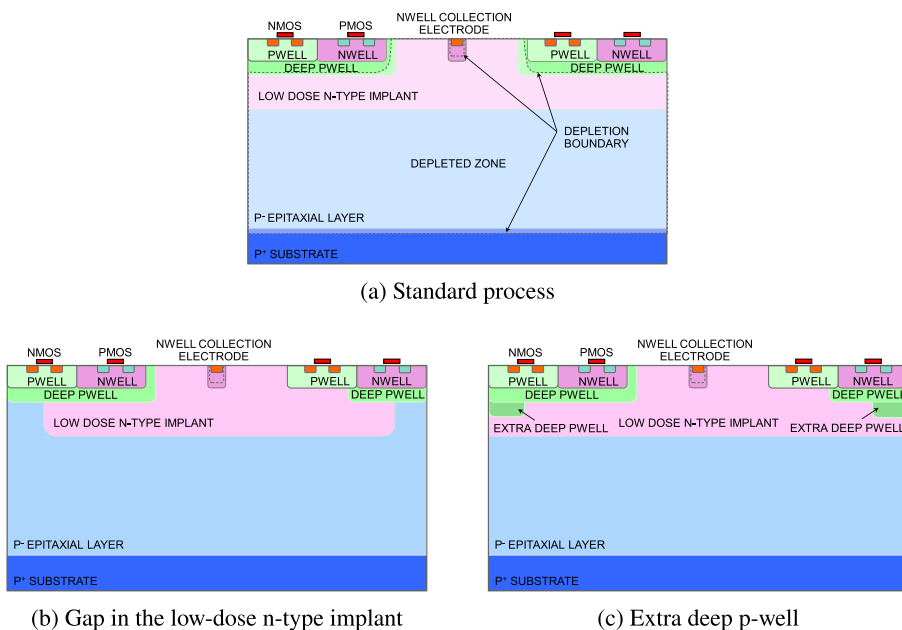 NWELL COLLECTION
ELECTRODE
NMOS
PMOS
PWELL
NWELL
PWELL
NWELL
DEEP PWELL
DEEP PWELL
LOW DOSE N-TYPE IMPLANT
DEPLETION
BOUNDARY
DEPLETED ZONE
P⁻ EPITAXIAL LAYER
P⁺ SUBSTRATE
(a) Standard process
NWELL COLLECTION
ELECTRODE
NMOS
PMOS
PWELL
NWELL
PWELL
NWELL
DEEP PWELL
DEEP PWELL
LOW DOSE N-TYPE IMPLANT
P⁻ EPITAXIAL LAYER
P⁺ SUBSTRATE
(b) Gap in the low-dose n-type implant
NWELL COLLECTION
ELECTRODE
NMOS
PMOS
PWELL
NWELL
PWELL
NWELL
DEEP PWELL
DEEP PWELL
LOW DOSE N-TYPE IMPLANT
EXTRA DEEP PWELL
EXTRA DEEP PWELL
P⁻ EPITAXIAL LAYER
P⁺ SUBSTRATE
(c) Extra deep p-well